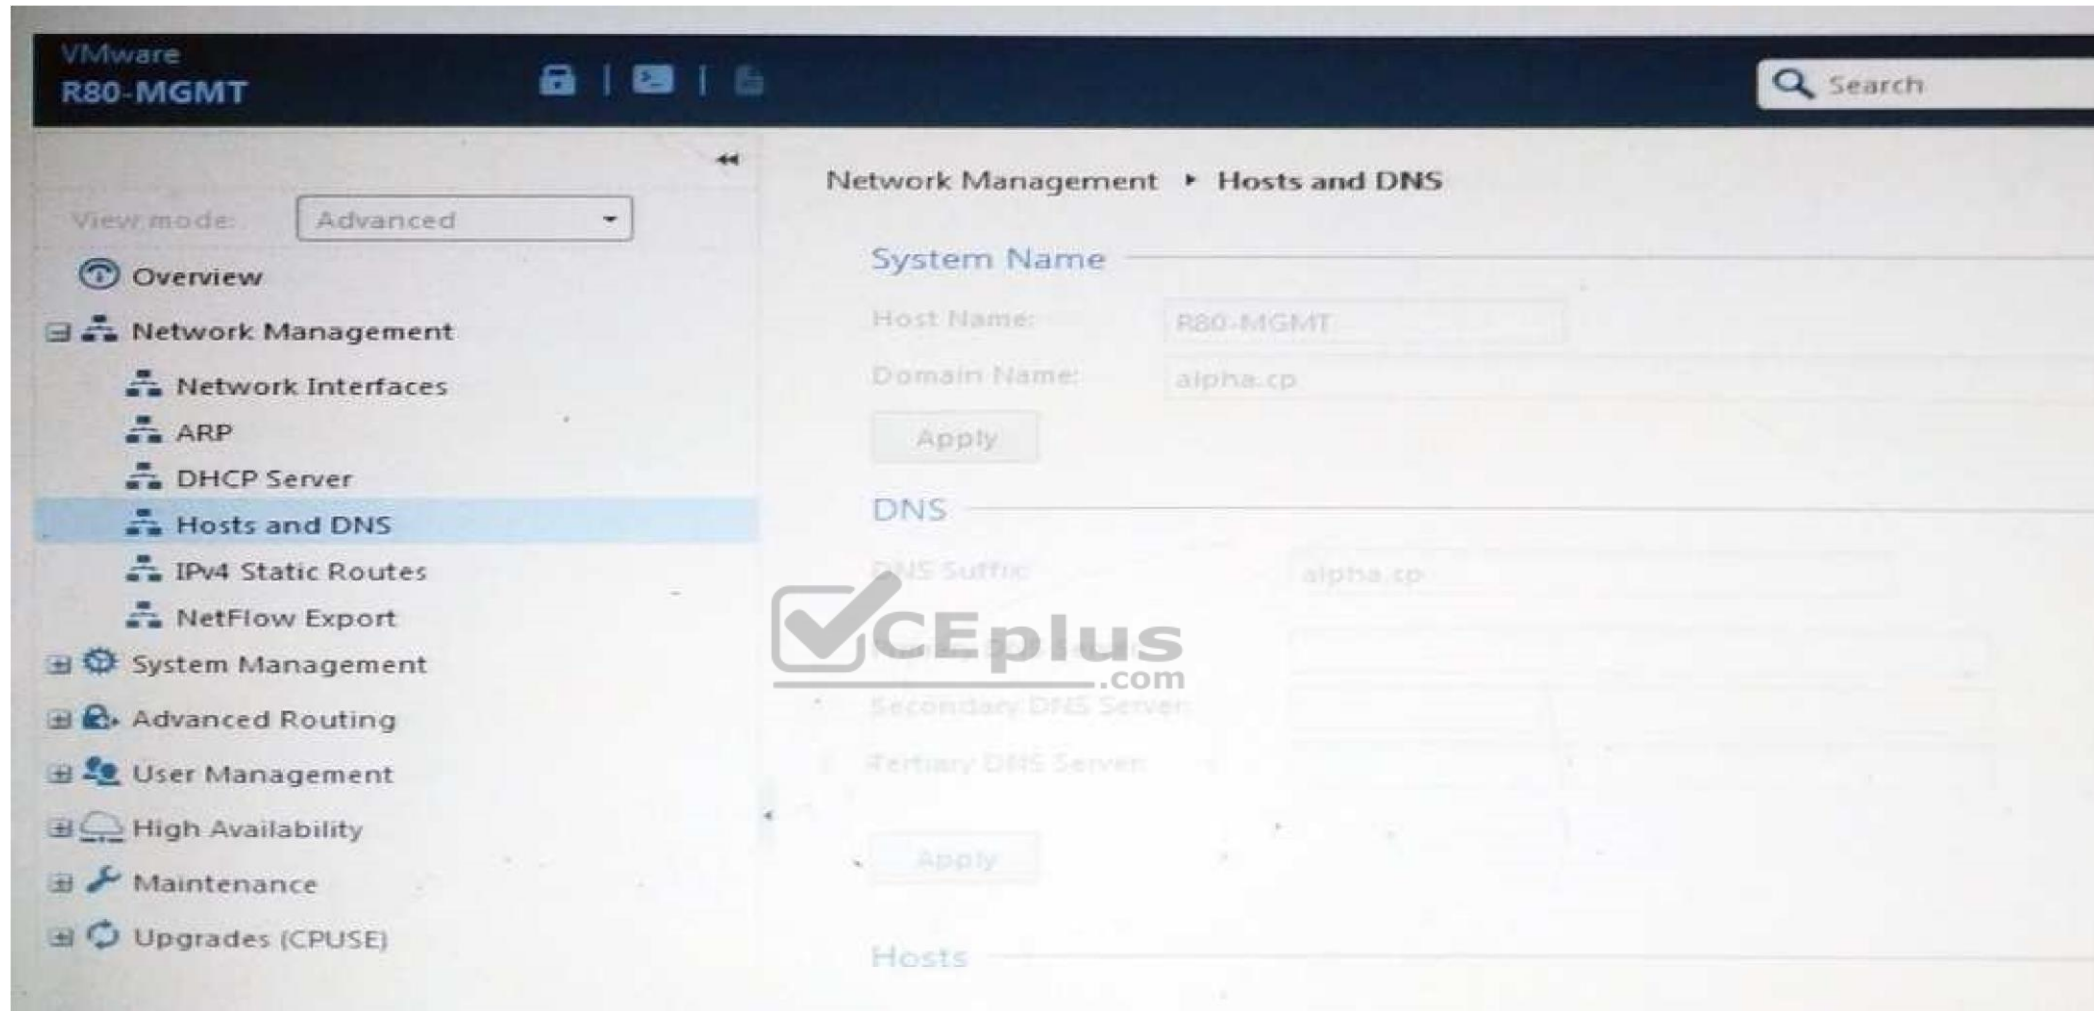 VMware
R80-MGMT
Search
View mode:
Advanced
Overview
Network Management
Network Interfaces
ARP
DHCP Server
Hosts and DNS
IPv4 Static Routes
NetFlow Export
System Management
Advanced Routing
User Management
High Availability
Maintenance
Upgrades (CPUSE)
Network Management ‣ Hosts and DNS
System Name
Host Name: R80-MGMT
Domain Name: alpha.cp
Apply
DNS
DNS Suffix: alpha.cp
Primary DNS Server:
Secondary DNS Server:
Tertiary DNS Server:
Apply
Hosts
CEplus
.com